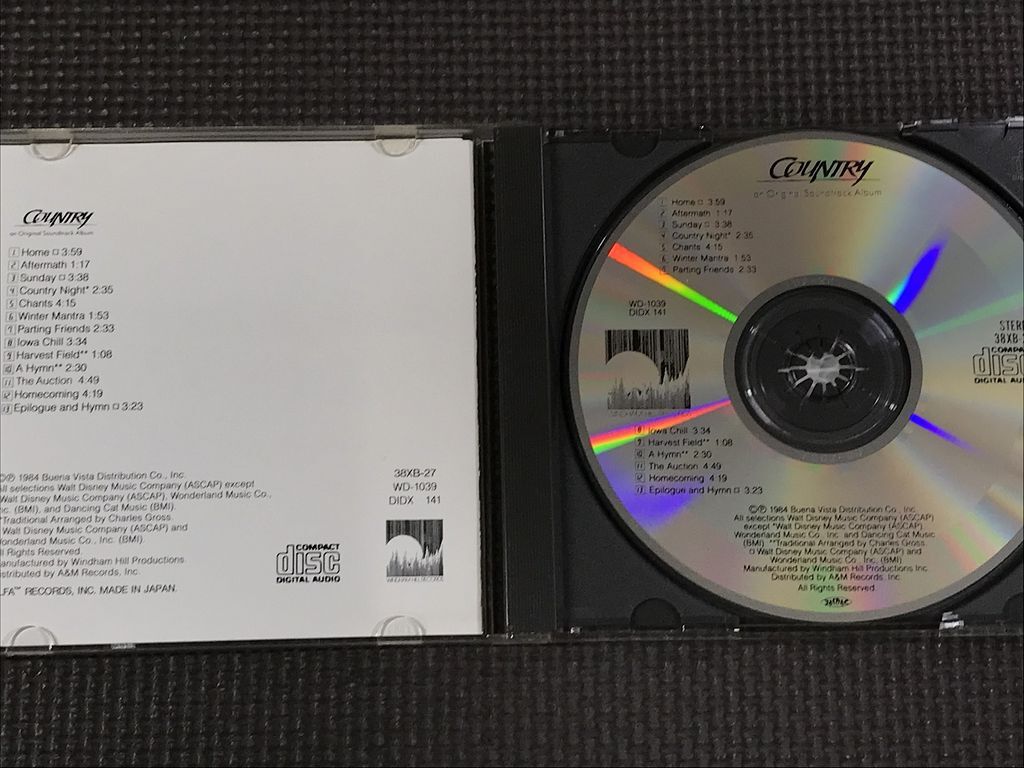 COUNTRY
an Original Soundtrack Album
1 Home □ 3:59
2 Aftermath 1:17
3 Sunday □ 3:38
4 Country Night* 2:35
5 Chants 4:15
6 Winter Mantra 1:53
7 Parting Friends 2:33
8 Iowa Chill 3:34
9 Harvest Field** 1:08
10 A Hymn** 2:30
11 The Auction 4:49
12 Homecoming 4:19
13 Epilogue and Hymn □ 3:23
©℗ 1984 Buena Vista Distribution Co., Inc.
selections Walt Disney Music Company (ASCAP) except
Walt Disney Music Company (ASCAP), Wonderland Music Co.,
Inc. (BMI), and Dancing Cat Music (BMI).
*Traditional Arranged by Charles Gross.
Walt Disney Music Company (ASCAP) and
Wonderland Music Co., Inc. (BMI).
Rights Reserved.
Manufactured by Windham Hill Productions.
Distributed by A&M Records, Inc.
LFA™ RECORDS, INC. MADE IN JAPAN.
38XB-27
WD-1039
DIDX 141
COMPACT
disc
DIGITAL AUDIO
WINDHAM HILL RECORDS
COUNTRY
an Original Soundtrack Album
1 Home □ 3:59
2 Aftermath 1:17
3 Sunday □ 3:38
4 Country Night* 2:35
5 Chants 4:15
6 Winter Mantra 1:53
7 Parting Friends 2:33
WD-1039
DIDX 141
STER
38XB-
COMPA
disc
DIGITAL AUD
8 Iowa Chill 3:34
9 Harvest Field** 1:08
10 A Hymn** 2:30
11 The Auction 4:49
12 Homecoming 4:19
13 Epilogue and Hymn □ 3:23
©℗ 1984 Buena Vista Distribution Co., Inc.
All selections Walt Disney Music Company (ASCAP)
except *Walt Disney Music Company (ASCAP),
Wonderland Music Co., Inc. and Dancing Cat Music
(BMI). **Traditional Arranged by Charles Gross.
□ Walt Disney Music Company (ASCAP) and
Wonderland Music Co., Inc. (BMI)
Manufactured by Windham Hill Productions Inc.
Distributed by A&M Records, Inc.
All Rights Reserved.